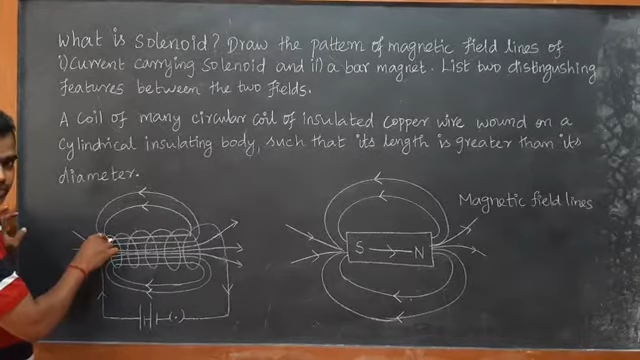 What is Solenoid? Draw the pattern of magnetic field lines of
i) Current carrying Solenoid and ii) a bar magnet. List two distinguishing
features between the two fields.
A coil of many circular coil of insulated copper wire wound on a
cylindrical insulating body, such that its length is greater than its
diameter.
Magnetic field lines
S N